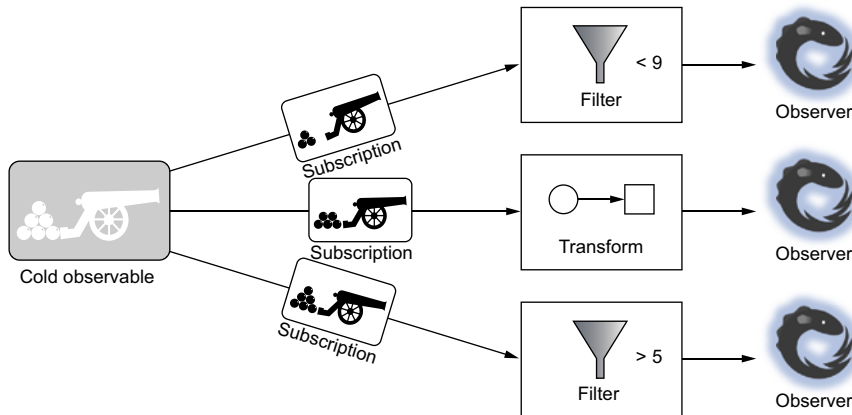 < 9
Filter
Observer
Subscription
Transform
Observer
Cold observable
Subscription
> 5
Filter
Observer
Subscription